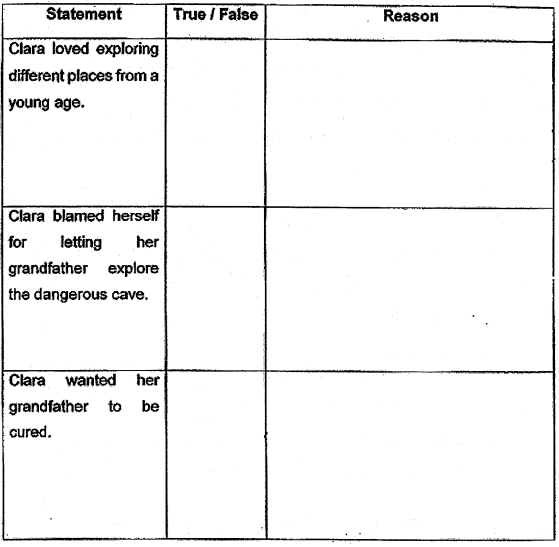 Statement
True / False
Reason
Clara loved exploring
different places from a
young age.
Clara blamed herself
for letting her
grandfather explore
the dangerous cave.
Clara wanted her
grandfather to be
cured.